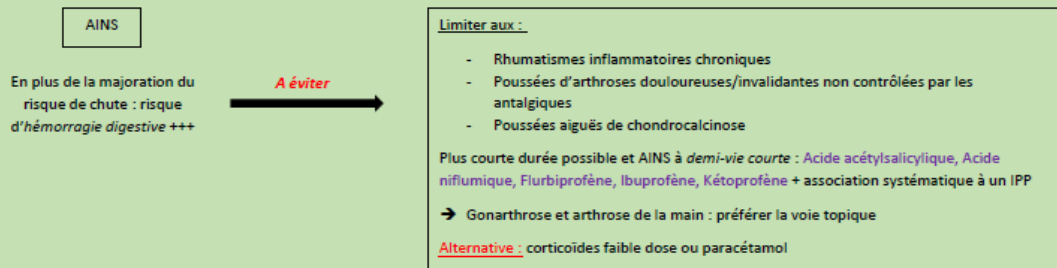 AINS
En plus de la majoration du
risque de chute : risque
d'hémorragie digestive +++
A éviter
Limiter aux :
- Rhumatismes inflammatoires chroniques
- Poussées d'arthroses douloureuses/invalidantes non contrôlées par les
antalgiques
- Poussées aiguës de chondrocalcinose
Plus courte durée possible et AINS à demi-vie courte : Acide acétylsalicylique, Acide
niflumique, Flurbiprofène, Ibuprofène, Kétoprofène + association systématique à un IPP
➔ Gonarthrose et arthrose de la main : préférer la voie topique
Alternative : corticoïdes faible dose ou paracétamol